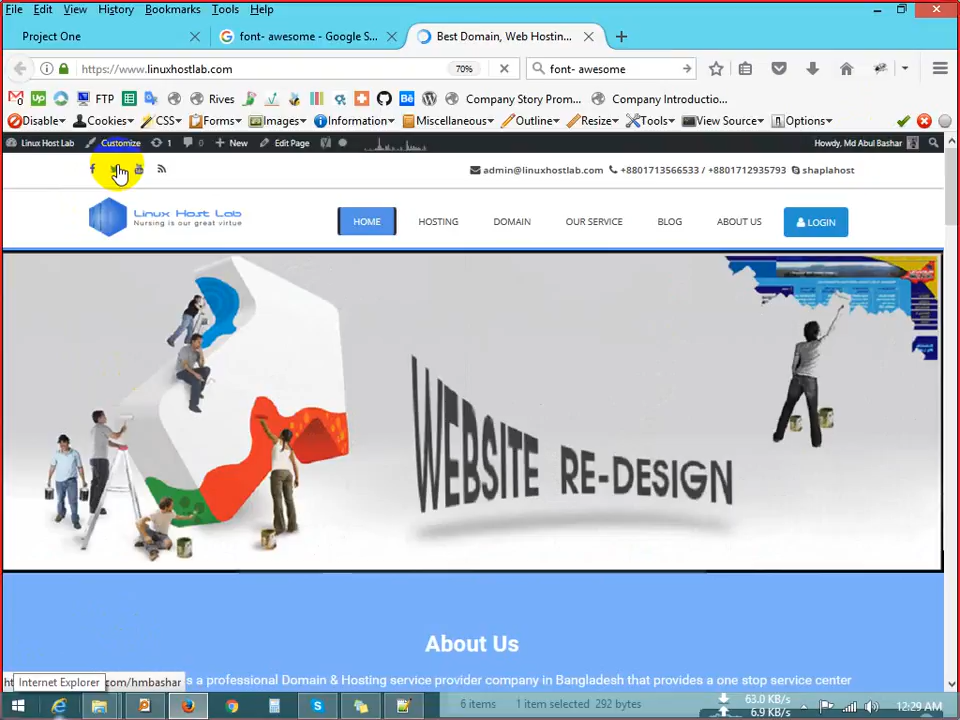 File Edit View History Bookmarks Tools Help
Project One
font- awesome - Google S...
Best Domain, Web Hostin...
https://www.linuxhostlab.com 70% font- awesome
FTP Rives Company Story Prom... Company Introductio...
Disable Cookies CSS Forms Images Information Miscellaneous Outline Resize Tools View Source Options
Linux Host Lab Customize 1 0 New Edit Page Howdy, Md Abul Bashar
admin@linuxhostlab.com +8801713566533 / +8801912935793 shaplahost
Linux Host Lab
Nursing is our great virtue
HOME HOSTING DOMAIN OUR SERVICE BLOG ABOUT US LOGIN
WEBSITE RE-DESIGN
About Us
s a professional Domain & Hosting service provider company in Bangladesh that provides a one stop service center
Internet Explorer
com/hmbashar
6 items 1 item selected 292 bytes
63.0 KB/s
6.9 KB/s
12:29 AM